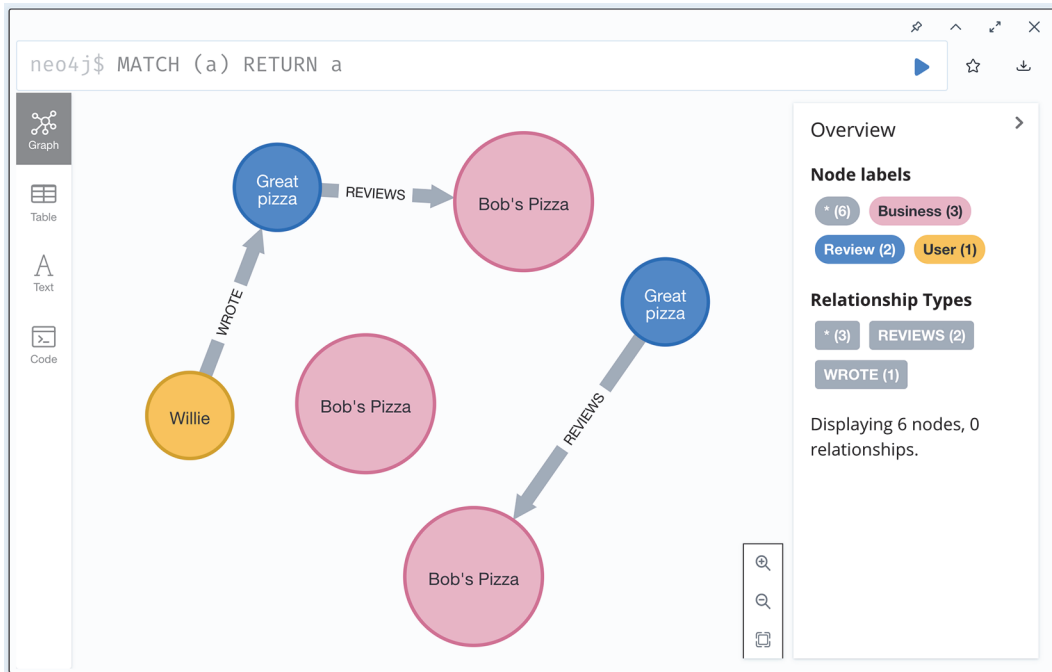 neo4j$ MATCH (a) RETURN a
Graph
Table
Text
Code
Great
pizza
REVIEWS
Bob's Pizza
WROTE
Willie
Bob's Pizza
Great
pizza
REVIEWS
Bob's Pizza
Overview
Node labels
* (6) Business (3)
Review (2) User (1)
Relationship Types
* (3) REVIEWS (2)
WROTE (1)
Displaying 6 nodes, 0
relationships.